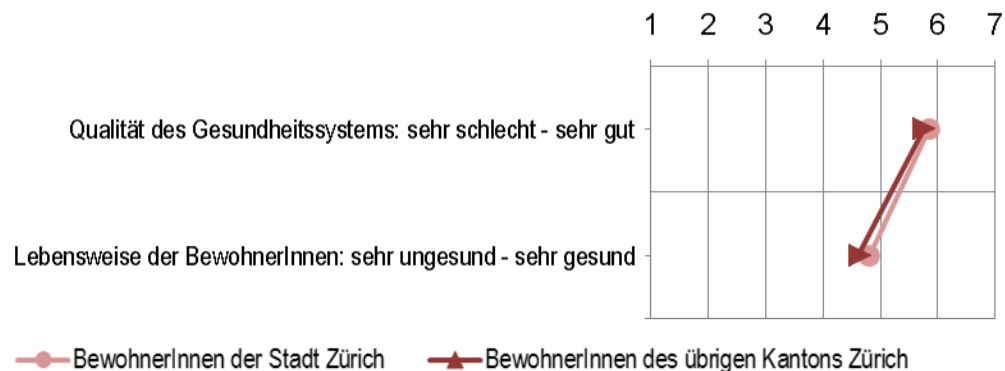 1 2 3 4 5 6 7
Qualität des Gesundheitssystems: sehr schlecht - sehr gut
Lebensweise der BewohnerInnen: sehr ungesund - sehr gesund
BewohnerInnen der Stadt Zürich BewohnerInnen des übrigen Kantons Zürich